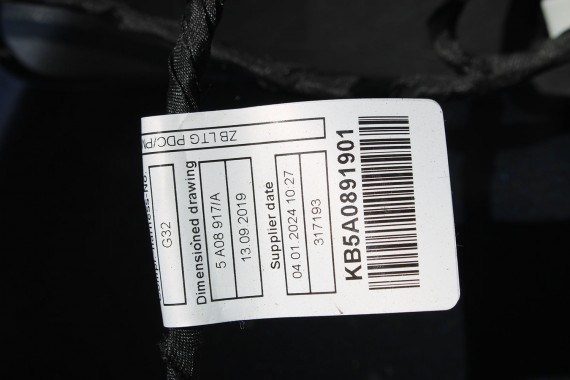 ZB LTG PDC/PM
G32
Dimensioned drawing
5 A08 917/A
13.09.2019
Supplier date
04.01.2024 10:27
317193
KB5A0891901